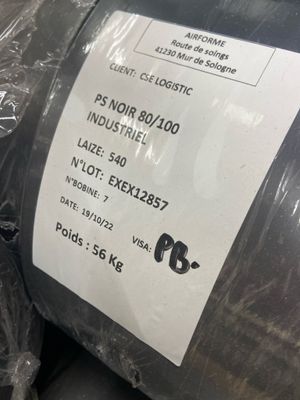 AIRFORME
Route de soings
41230 Mur de Sologne
CLIENT: CSE LOGISTIC
PS NOIR 80/100
INDUSTRIEL
LAIZE: 540
N°LOT: EXEX12857
N°BOBINE: 7
DATE: 19/10/22
VISA: PB.
Poids : 56 Kg